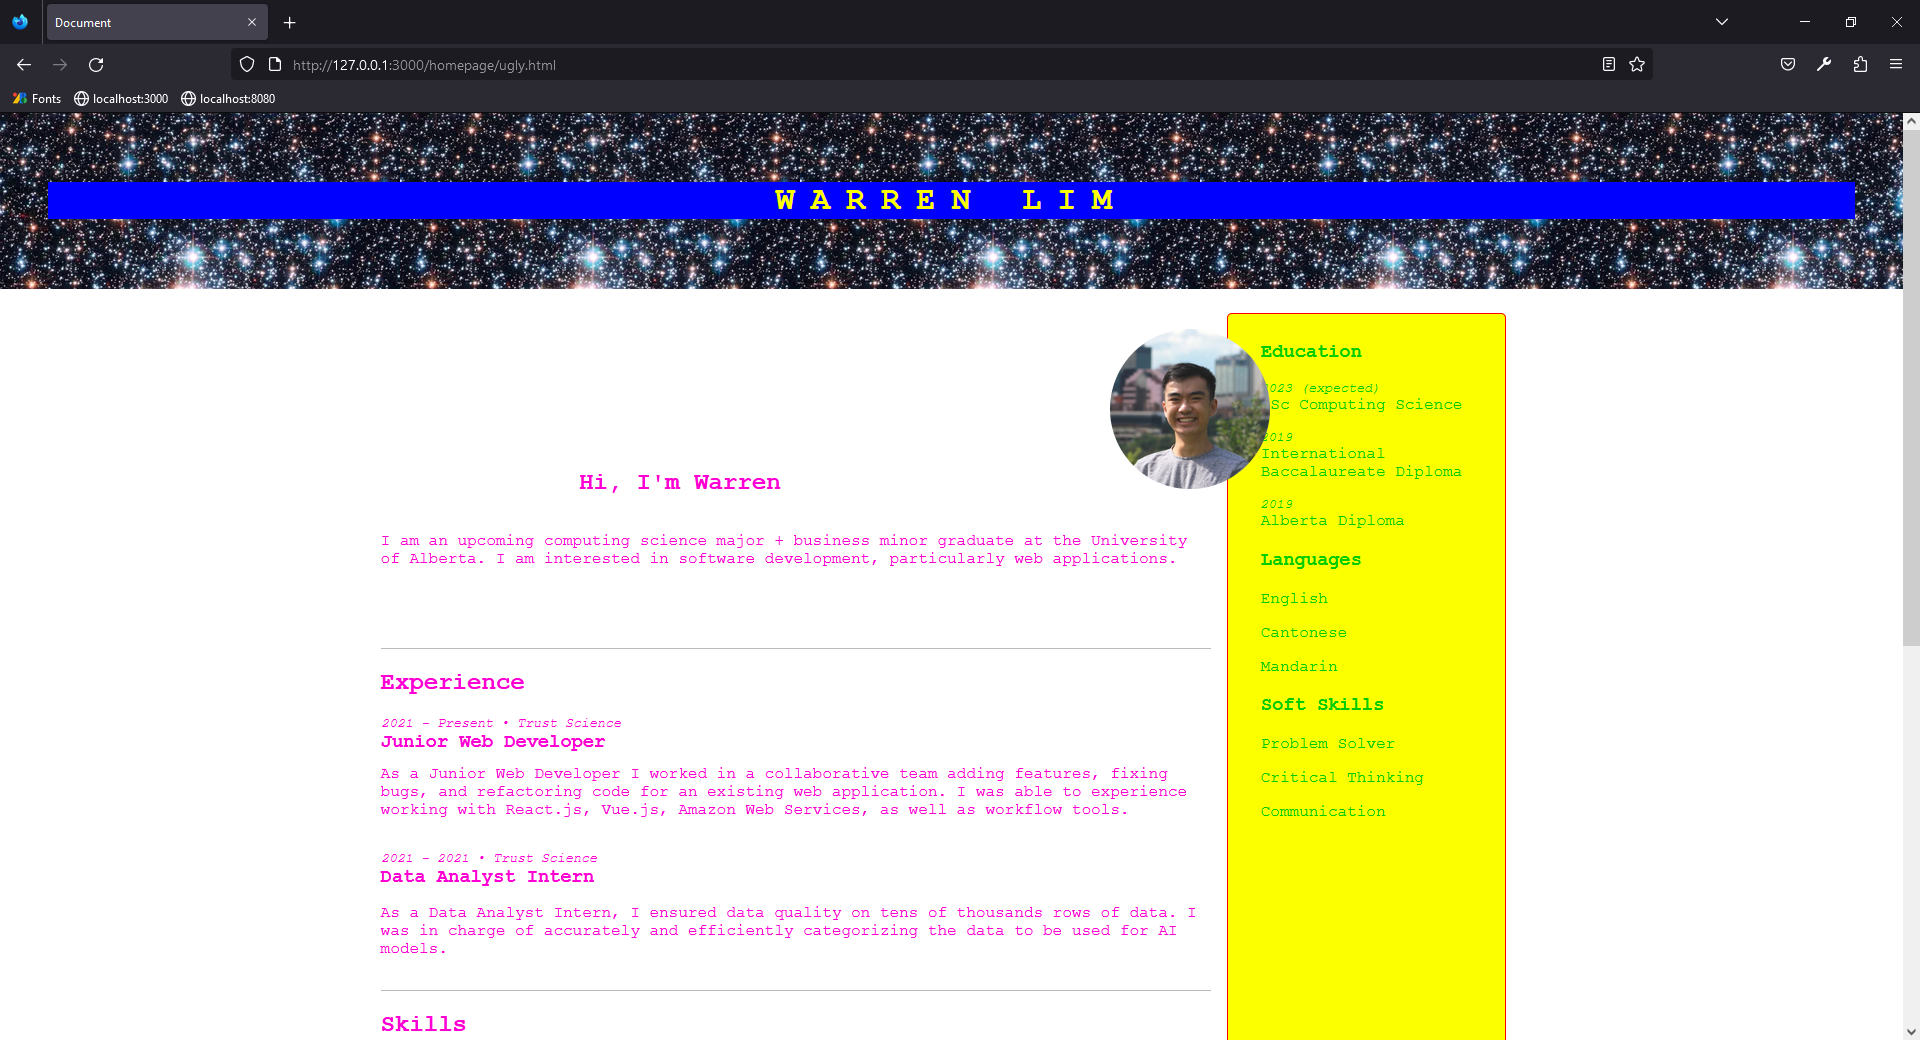 Document
http://127.0.0.1:3000/homepage/ugly.html
Fonts
localhost:3000
localhost:8080
WARREN LIM
Hi, I'm Warren
I am an upcoming computing science major + business minor graduate at the University
of Alberta. I am interested in software development, particularly web applications.
Experience
2021 - Present • Trust Science
Junior Web Developer
As a Junior Web Developer I worked in a collaborative team adding features, fixing
bugs, and refactoring code for an existing web application. I was able to experience
working with React.js, Vue.js, Amazon Web Services, as well as workflow tools.
2021 - 2021 • Trust Science
Data Analyst Intern
As a Data Analyst Intern, I ensured data quality on tens of thousands rows of data. I
was in charge of accurately and efficiently categorizing the data to be used for AI
models.
Skills
Education
2023 (expected)
Sc Computing Science
2019
International
Baccalaureate Diploma
2019
Alberta Diploma
Languages
English
Cantonese
Mandarin
Soft Skills
Problem Solver
Critical Thinking
Communication